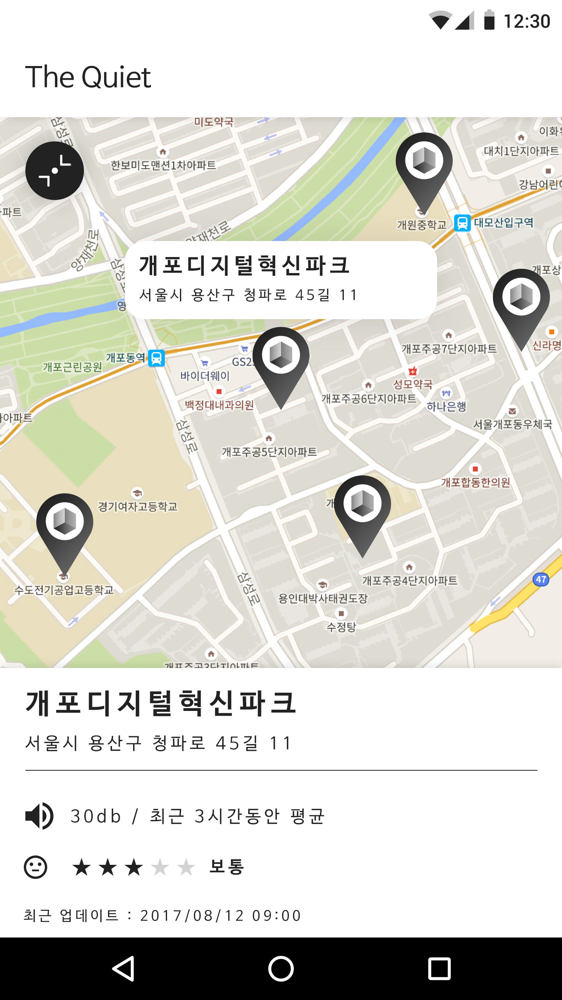 12:30
The Quiet
미도약국
삼성로
이화
대치1단지아파트
한보미도맨션1차아파트
강남어린이
아파트
개원중학교
대모산입구역
양재천로
양재천로
삼성로
개포디지털혁신파크
서울시 용산구 청파로 45길 11
개포상
영
개포주공7단지아파트
신라명
개포동역
GS25
개포근린공원
바이더웨이
성모약국
개포주공6단지아파트
하나은행
백정대내과의원
아파트
서울개포동우체국
삼성로
개포주공5단지아파트
개포합동한의원
경기여자고등학교
개
개포주공4단지아파트
47
수도전기공업고등학교
삼성로
용인대박사태권도장
수정탕
개포주공3단지아파트
개포디지털혁신파크
서울시 용산구 청파로 45길 11
30db / 최근 3시간동안 평균
보통
최근 업데이트 : 2017/08/12 09:00